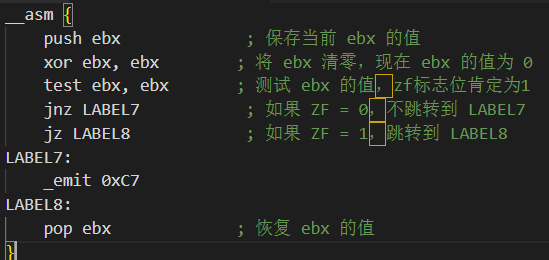 __asm {
    push ebx ; 保存当前 ebx 的值
    xor ebx, ebx ; 将 ebx 清零，现在 ebx 的值为 0
    test ebx, ebx ; 测试 ebx 的值，zf标志位肯定为1
    jnz LABEL7 ; 如果 ZF = 0，不跳转到 LABEL7
    jz LABEL8 ; 如果 ZF = 1，跳转到 LABEL8
LABEL7:
    _emit 0xC7
LABEL8:
    pop ebx ; 恢复 ebx 的值
}